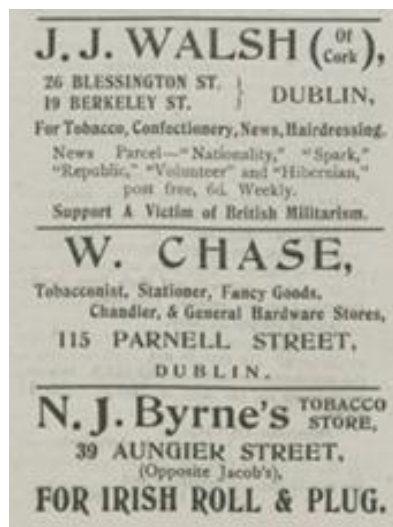 J. J. WALSH (Of Cork),
26 BLESSINGTON ST.
19 BERKELEY ST. } DUBLIN,
For Tobacco, Confectionery, News, Hairdressing.
News Parcel—"Nationality," "Spark,"
"Republic," "Volunteer" and "Hibernian,"
post free, 6d. Weekly.
Support A Victim of British Militarism.
W. CHASE,
Tobacconist, Stationer, Fancy Goods,
Chandler, & General Hardware Stores,
115 PARNELL STREET,
DUBLIN.
N. J. Byrne's TOBACCO STORE,
39 AUNGIER STREET,
(Opposite Jacob's),
FOR IRISH ROLL & PLUG.